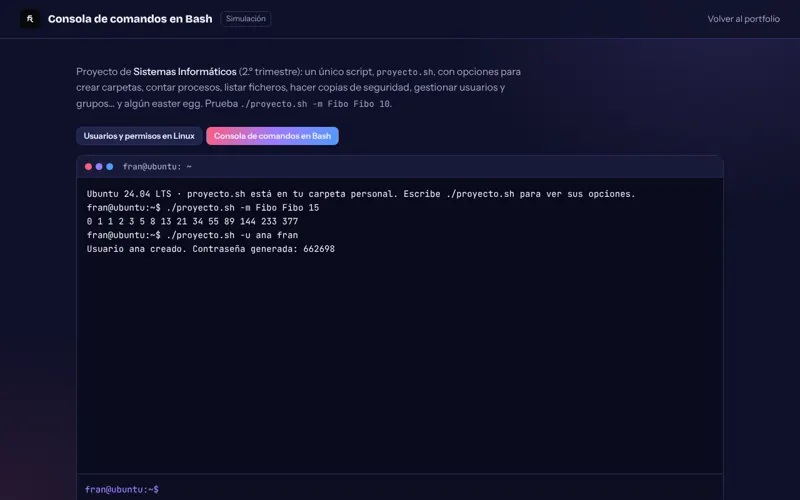 Consola de comandos en Bash Simulación Volver al portfolio
Proyecto de Sistemas Informáticos (2.º trimestre): un único script, proyecto.sh, con opciones para
crear carpetas, contar procesos, listar ficheros, hacer copias de seguridad, gestionar usuarios y
grupos… y algún easter egg. Prueba ./proyecto.sh -m Fibo Fibo 10.
Usuarios y permisos en Linux Consola de comandos en Bash
fran@ubuntu: ~
Ubuntu 24.04 LTS · proyecto.sh está en tu carpeta personal. Escribe ./proyecto.sh para ver sus opciones.
fran@ubuntu:~$ ./proyecto.sh -m Fibo Fibo 15
0 1 1 2 3 5 8 13 21 34 55 89 144 233 377
fran@ubuntu:~$ ./proyecto.sh -u ana fran
Usuario ana creado. Contraseña generada: 662698
fran@ubuntu:~$